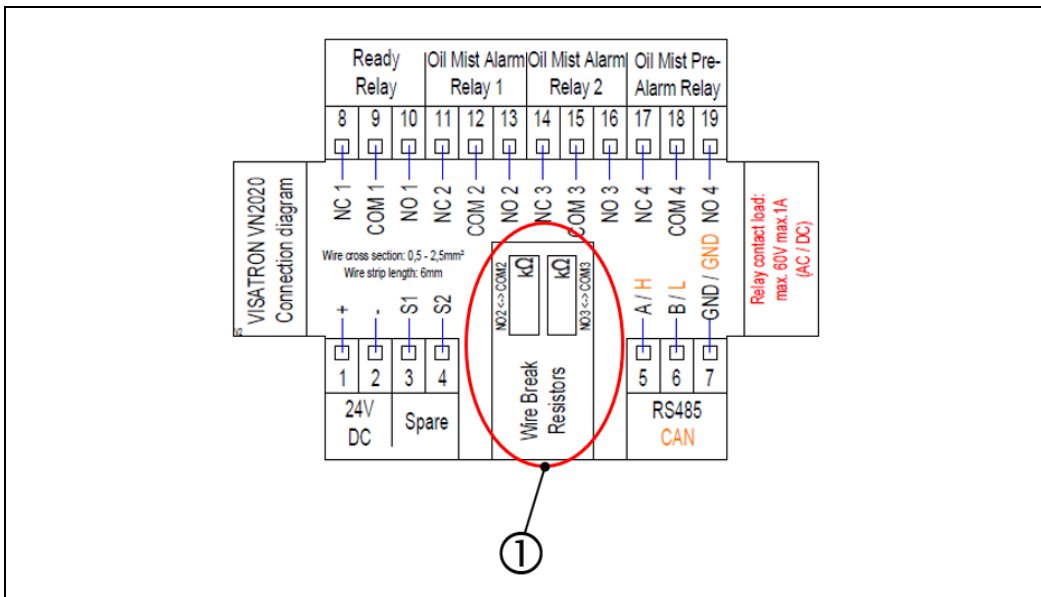 Ready
Relay
Oil Mist Alarm
Relay 1
Oil Mist Alarm
Relay 2
Oil Mist Pre-
Alarm Relay
8 9 10 11 12 13 14 15 16 17 18 19
NC 1
COM 1
NO 1
NC 2
COM 2
NO 2
NC 3
COM 3
NO 3
NC 4
COM 4
NO 4
VISATRON VN2020
Connection diagram
Wire cross section: 0,5 - 2,5mm²
Wire strip length: 6mm
+
-
S1
S2
NO2 <-> COM2
kΩ
kΩ
NO3 <-> COM3
Wire Break
Resistors
A / H
B / L
GND / GND
Relay contact load:
max. 60V max.1A
(AC / DC)
1 2 3 4
5 6 7
24V
DC
Spare
RS485
CAN
1